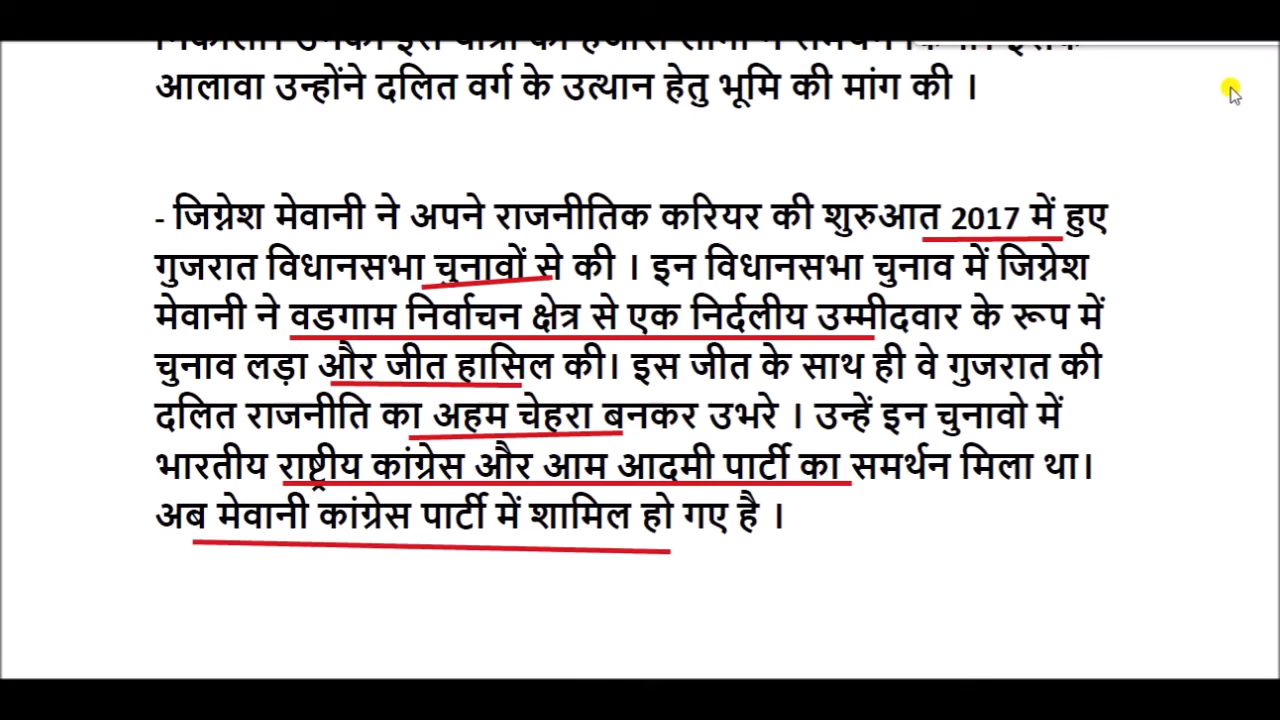 आलावा उन्होंने दलित वर्ग के उत्थान हेतु भूमि की मांग की ।
- जिग्नेश मेवानी ने अपने राजनीतिक करियर की शुरुआत 2017 में हुए
गुजरात विधानसभा चुनावों से की । इन विधानसभा चुनाव में जिग्नेश
मेवानी ने वडगाम निर्वाचन क्षेत्र से एक निर्दलीय उम्मीदवार के रूप में
चुनाव लड़ा और जीत हासिल की। इस जीत के साथ ही वे गुजरात की
दलित राजनीति का अहम चेहरा बनकर उभरे । उन्हें इन चुनावो में
भारतीय राष्ट्रीय कांग्रेस और आम आदमी पार्टी का समर्थन मिला था।
अब मेवानी कांग्रेस पार्टी में शामिल हो गए है ।